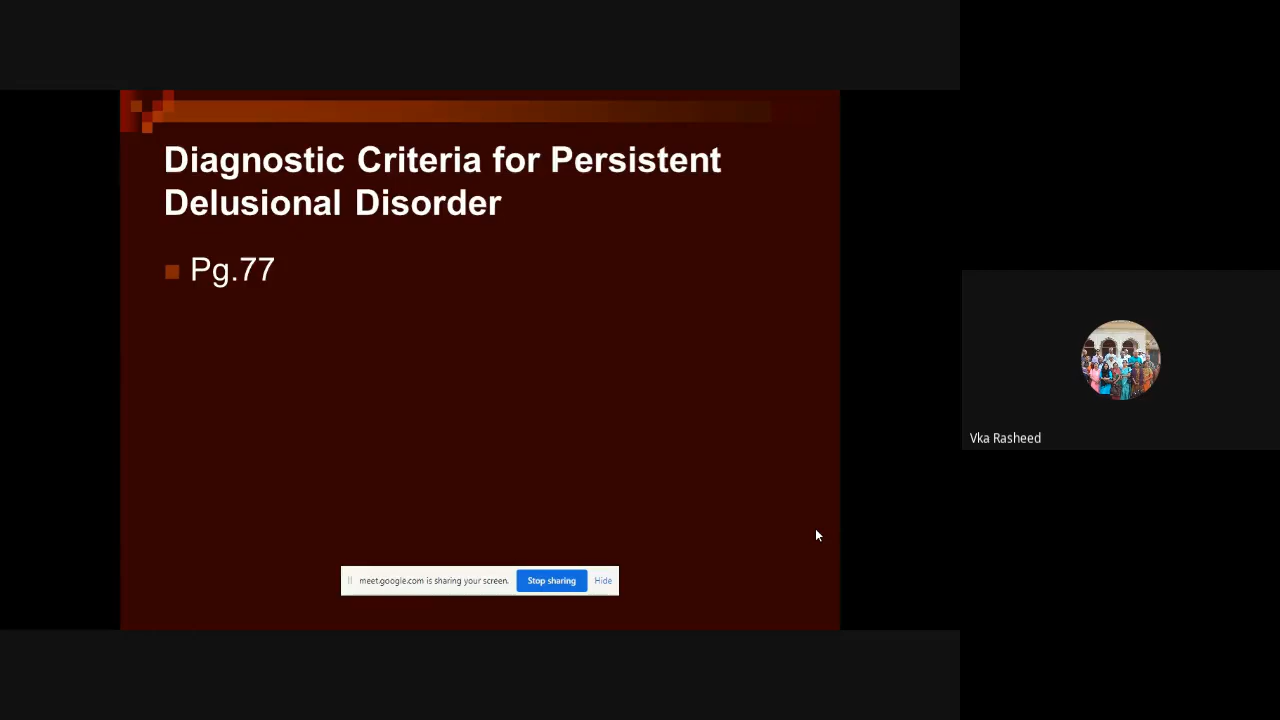 Diagnostic Criteria for Persistent
Delusional Disorder
Pg.77
meet.google.com is sharing your screen.
Stop sharing
Hide
Vka Rasheed